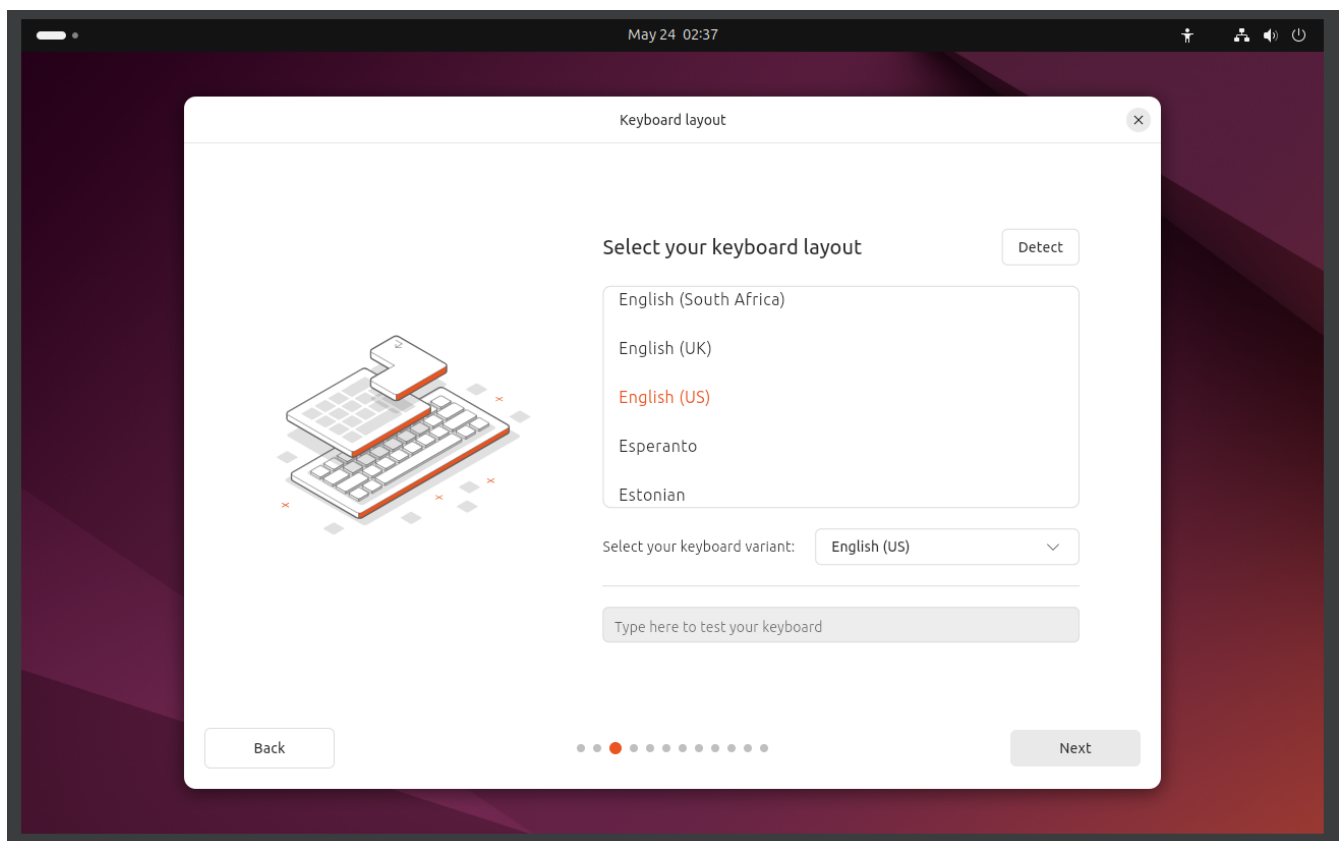 May 24 02:37
Keyboard layout
Select your keyboard layout
Detect
English (South Africa)
English (UK)
English (US)
Esperanto
Estonian
Select your keyboard variant: English (US)
Type here to test your keyboard
Back
Next